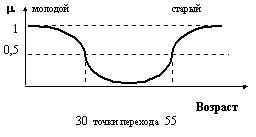 μ молодой старый
1
0,5
Возраст
30 точки перехода 55